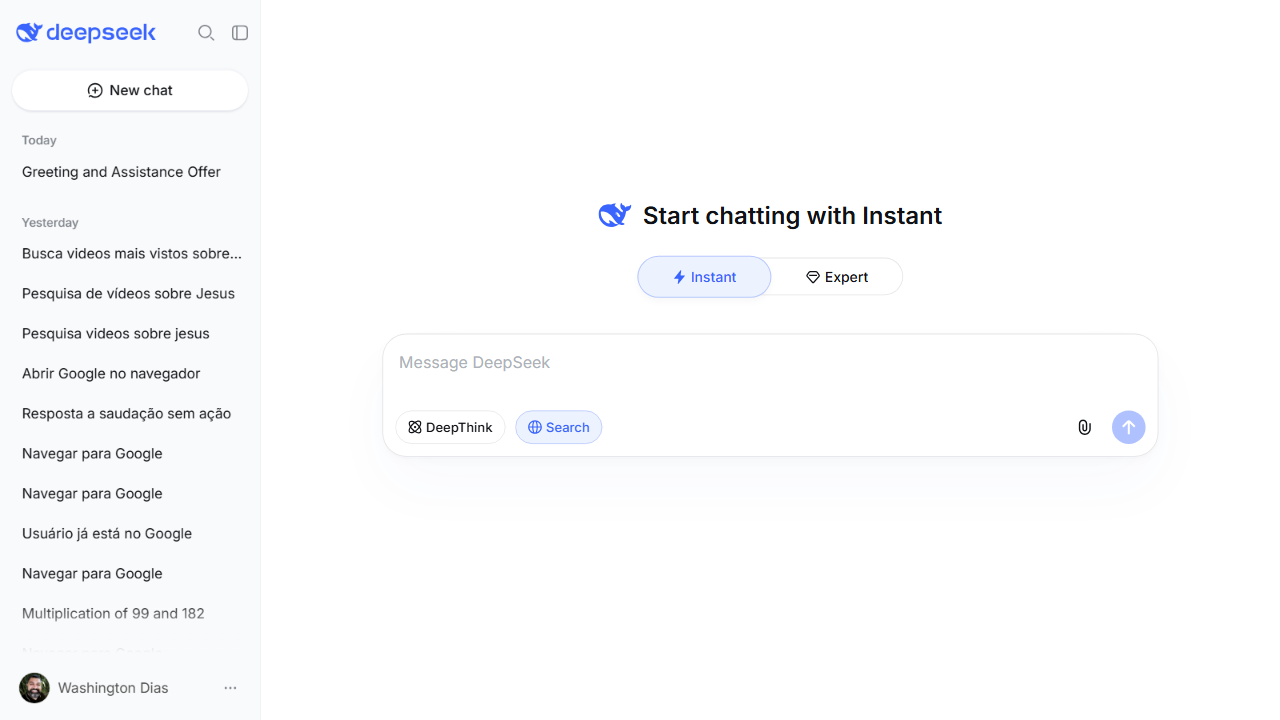 deepseek
New chat
Today
Greeting and Assistance Offer
Yesterday
Busca videos mais vistos sobre...
Pesquisa de vídeos sobre Jesus
Pesquisa videos sobre jesus
Abrir Google no navegador
Resposta a saudação sem ação
Navegar para Google
Navegar para Google
Usuário já está no Google
Navegar para Google
Multiplication of 99 and 182
Washington Dias
Start chatting with Instant
Instant
Expert
Message DeepSeek
DeepThink
Search